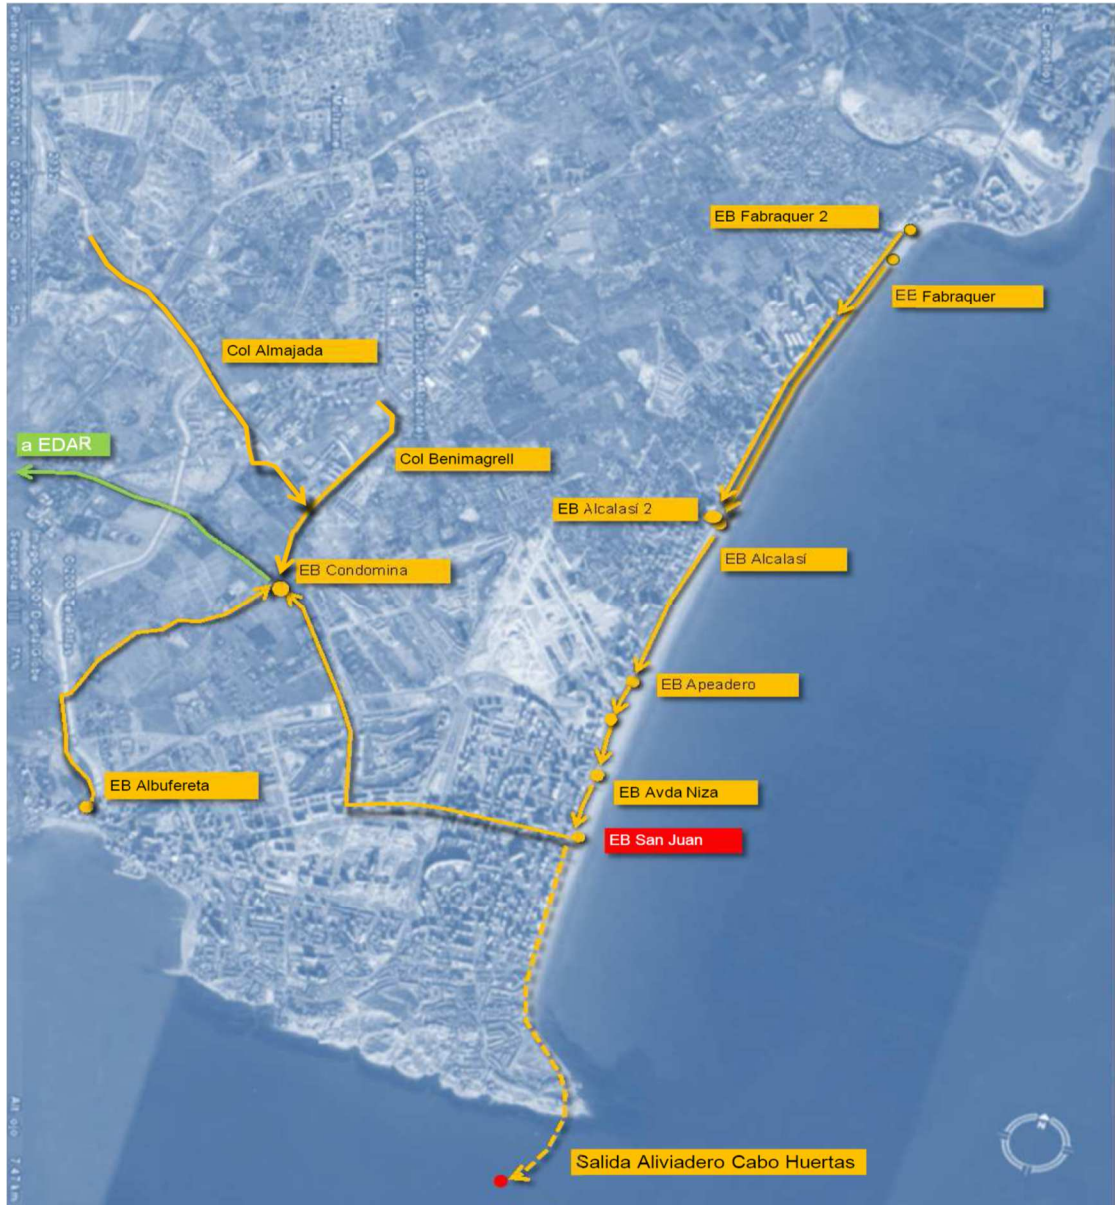 EB Fabraquer 2
EE Fabraquer
Col Almajada
a EDAR
Col Benimagrell
EB Alcalasí 2
EB Alcalasí
EB Condomina
EB Apeadero
EB Albufereta
EB Avda Niza
EB San Juan
Salida Aliviadero Cabo Huertas